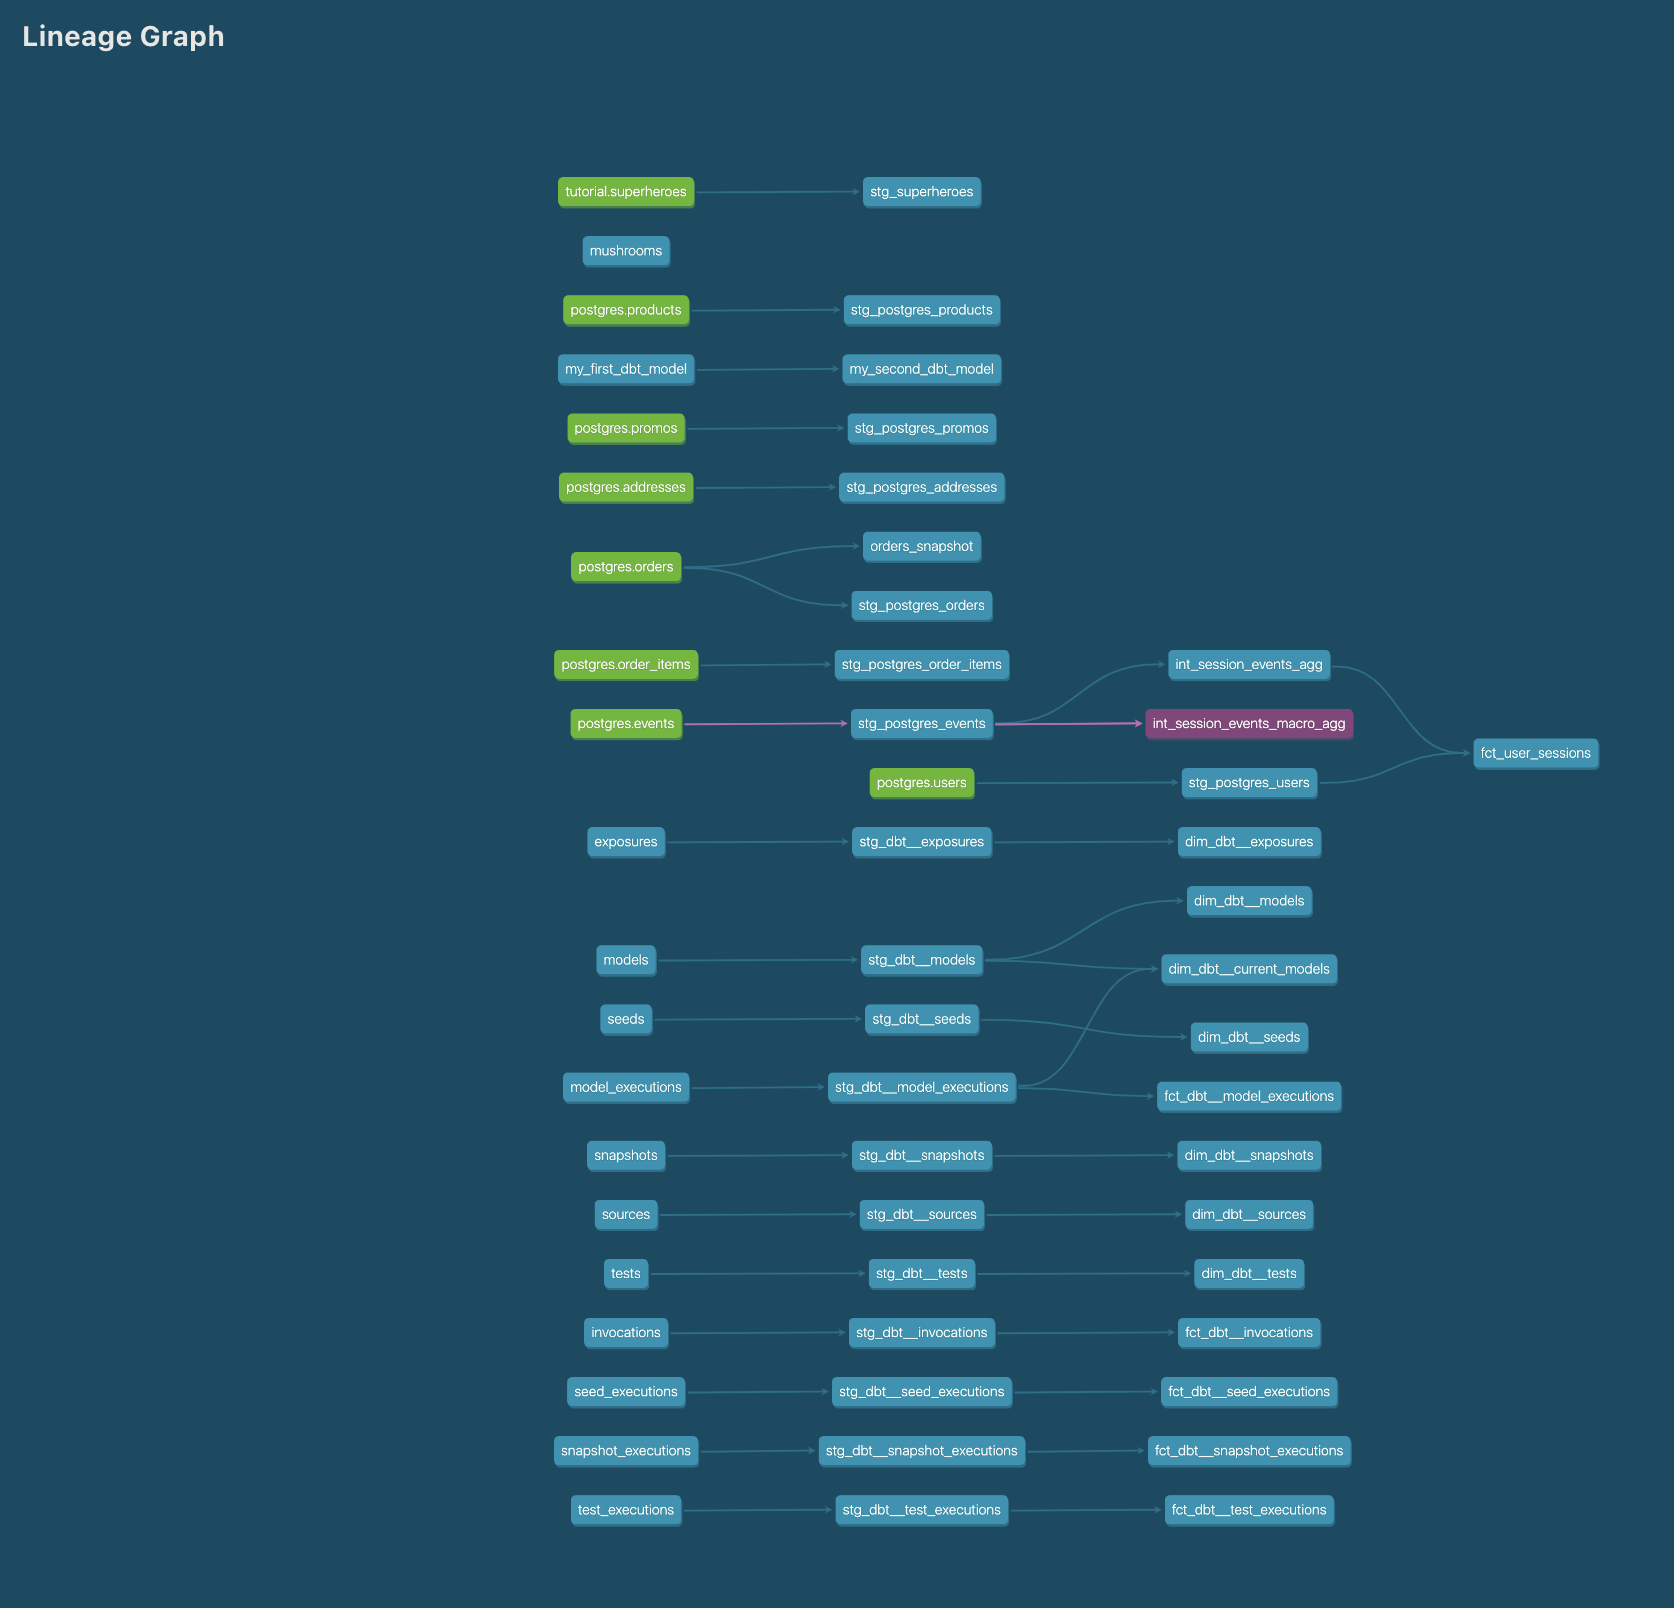 Lineage Graph
tutorial.superheroes
stg_superheroes
mushrooms
postgres.products
stg_postgres_products
my_first_dbt_model
my_second_dbt_model
postgres.promos
stg_postgres_promos
postgres.addresses
stg_postgres_addresses
orders_snapshot
postgres.orders
stg_postgres_orders
postgres.order_items
stg_postgres_order_items
int_session_events_agg
postgres.events
stg_postgres_events
int_session_events_macro_agg
fct_user_sessions
postgres.users
stg_postgres_users
exposures
stg_dbt__exposures
dim_dbt__exposures
dim_dbt__models
models
stg_dbt__models
dim_dbt__current_models
seeds
stg_dbt__seeds
dim_dbt__seeds
model_executions
stg_dbt__model_executions
fct_dbt__model_executions
snapshots
stg_dbt__snapshots
dim_dbt__snapshots
sources
stg_dbt__sources
dim_dbt__sources
tests
stg_dbt__tests
dim_dbt__tests
invocations
stg_dbt__invocations
fct_dbt__invocations
seed_executions
stg_dbt__seed_executions
fct_dbt__seed_executions
snapshot_executions
stg_dbt__snapshot_executions
fct_dbt__snapshot_executions
test_executions
stg_dbt__test_executions
fct_dbt__test_executions